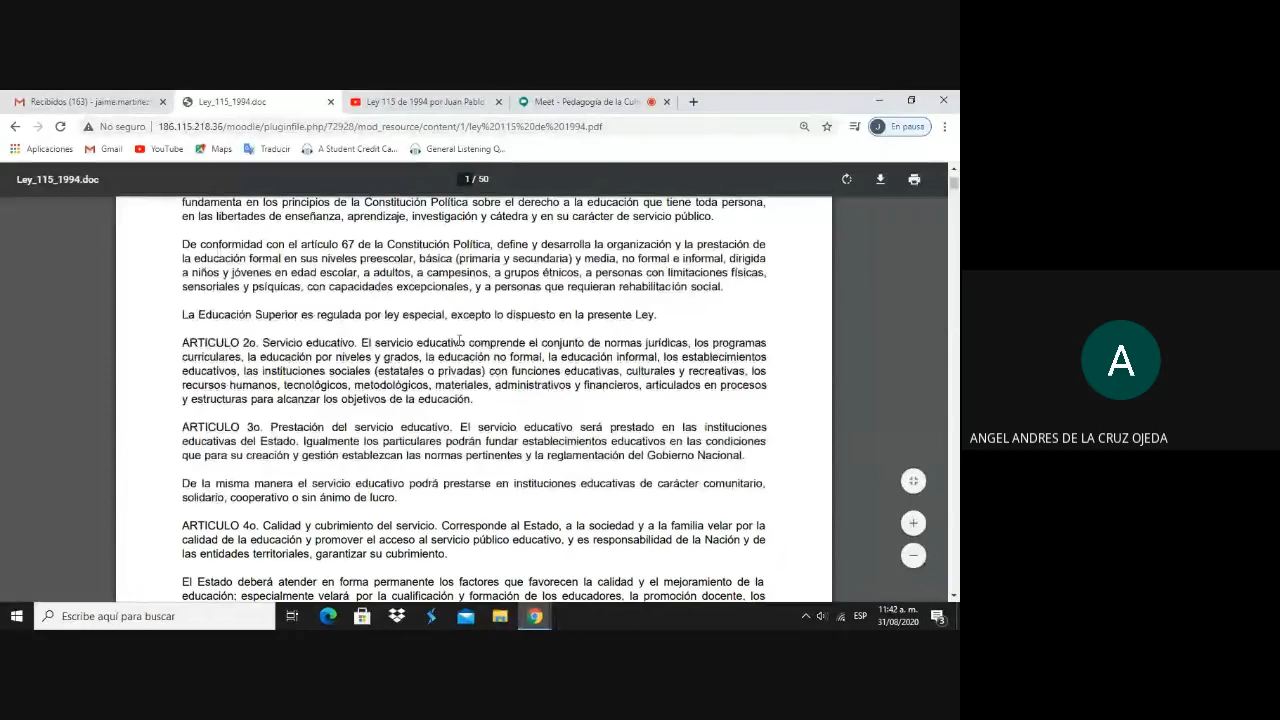 Recibidos (163) - jaime.martinez
Ley_115_1994.doc
Ley 115 de 1994 por Juan Pablo
Meet - Pedagogía de la Cul
No seguro
186.115.218.36/moodle/pluginfile.php/72928/mod_resource/content/1/ley%20115%20de%201994.pdf
J
En pausa
Aplicaciones
Gmail
YouTube
Maps
Traducir
A Student Credit Ca...
General Listening Q...
Ley_115_1994.doc
1 / 50
fundamenta en los principios de la Constitución Política sobre el derecho a la educación que tiene toda persona,
en las libertades de enseñanza, aprendizaje, investigación y cátedra y en su carácter de servicio público.
De conformidad con el artículo 67 de la Constitución Política, define y desarrolla la organización y la prestación de
la educación formal en sus niveles preescolar, básica (primaria y secundaria) y media, no formal e informal, dirigida
a niños y jóvenes en edad escolar, a adultos, a campesinos, a grupos étnicos, a personas con limitaciones físicas,
sensoriales y psíquicas, con capacidades excepcionales, y a personas que requieran rehabilitación social.
La Educación Superior es regulada por ley especial, excepto lo dispuesto en la presente Ley.
ARTICULO 2o. Servicio educativo. El servicio educativo comprende el conjunto de normas jurídicas, los programas
curriculares, la educación por niveles y grados, la educación no formal, la educación informal, los establecimientos
educativos, las instituciones sociales (estatales o privadas) con funciones educativas, culturales y recreativas, los
recursos humanos, tecnológicos, metodológicos, materiales, administrativos y financieros, articulados en procesos
y estructuras para alcanzar los objetivos de la educación.
ARTICULO 3o. Prestación del servicio educativo. El servicio educativo será prestado en las instituciones
educativas del Estado. Igualmente los particulares podrán fundar establecimientos educativos en las condiciones
que para su creación y gestión establezcan las normas pertinentes y la reglamentación del Gobierno Nacional.
De la misma manera el servicio educativo podrá prestarse en instituciones educativas de carácter comunitario,
solidario, cooperativo o sin ánimo de lucro.
ARTICULO 4o. Calidad y cubrimiento del servicio. Corresponde al Estado, a la sociedad y a la familia velar por la
calidad de la educación y promover el acceso al servicio público educativo, y es responsabilidad de la Nación y de
las entidades territoriales, garantizar su cubrimiento.
El Estado deberá atender en forma permanente los factores que favorecen la calidad y el mejoramiento de la
educación; especialmente velará por la cualificación y formación de los educadores, la promoción docente, los
A
ANGEL ANDRES DE LA CRUZ OJEDA
Escribe aquí para buscar
ESP
11:42 a. m.
31/08/2020
3